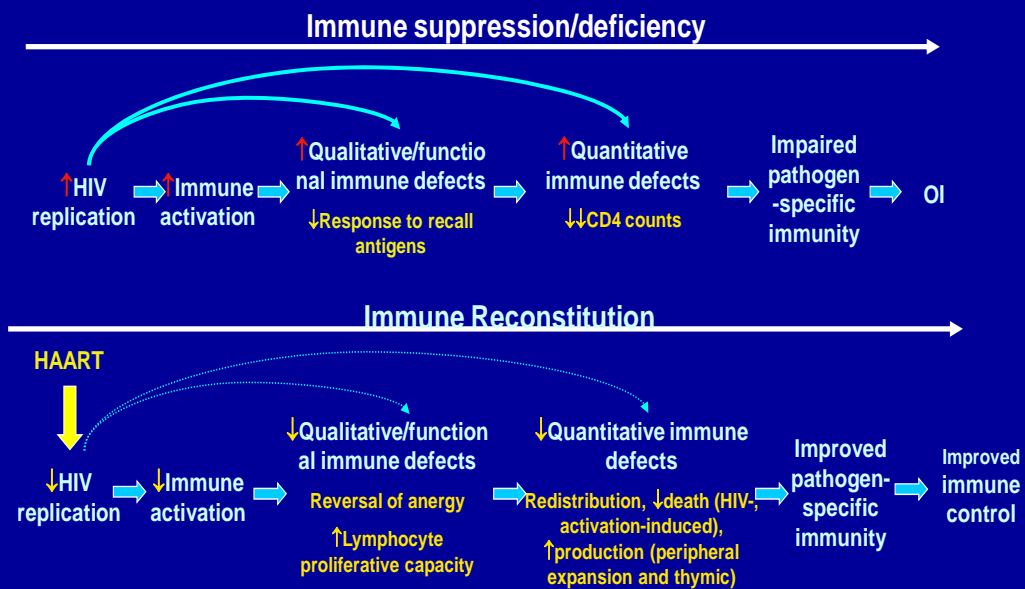 Immune suppression/deficiency
↑HIV
replication
↑Immune
activation
↑Qualitative/functio
nal immune defects
↓Response to recall
antigens
↑Quantitative
immune defects
↓↓CD4 counts
Impaired
pathogen
-specific
immunity
OI
Immune Reconstitution
HAART
↓HIV
replication
↓Immune
activation
↓Qualitative/function
al immune defects
Reversal of anergy
↑Lymphocyte
proliferative capacity
↓Quantitative immune
defects
Redistribution, ↓death (HIV-,
activation-induced),
↑production (peripheral
expansion and thymic)
Improved
pathogen-
specific
immunity
Improved
immune
control